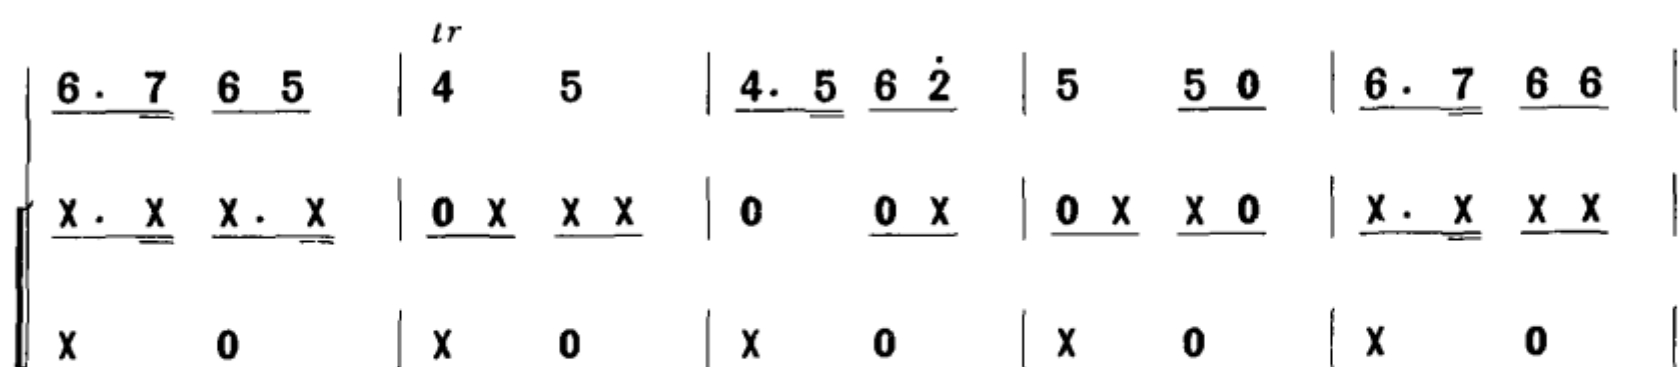 tr
6. 7 6 5 | 4 5 | 4. 5 6 2̇ | 5 5 0 | 6. 7 6 6 |
X. X X. X | 0 X X X | 0 0 X | 0 X X 0 | X. X X X |
X 0 | X 0 | X 0 | X 0 | X 0 |